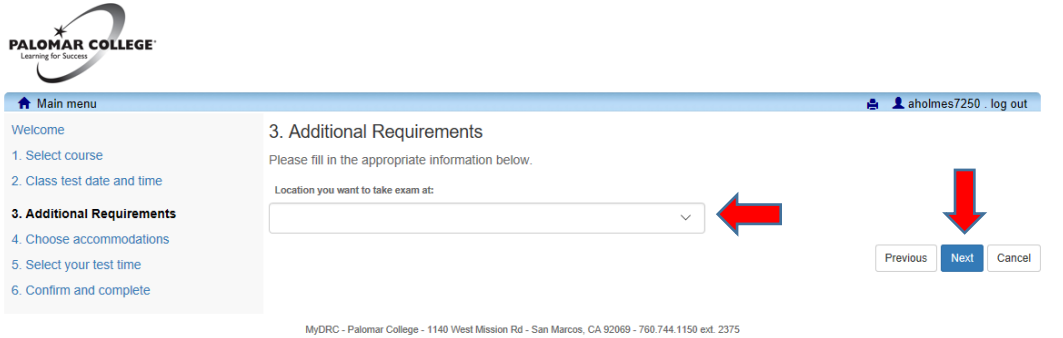 PALOMAR COLLEGE
Learning for Success
Main menu
aholmes7250 . log out
Welcome
1. Select course
2. Class test date and time
3. Additional Requirements
4. Choose accommodations
5. Select your test time
6. Confirm and complete
3. Additional Requirements
Please fill in the appropriate information below.
Location you want to take exam at:
Previous Next Cancel
MyDRC - Palomar College - 1140 West Mission Rd - San Marcos, CA 92069 - 760.744.1150 ext. 2375